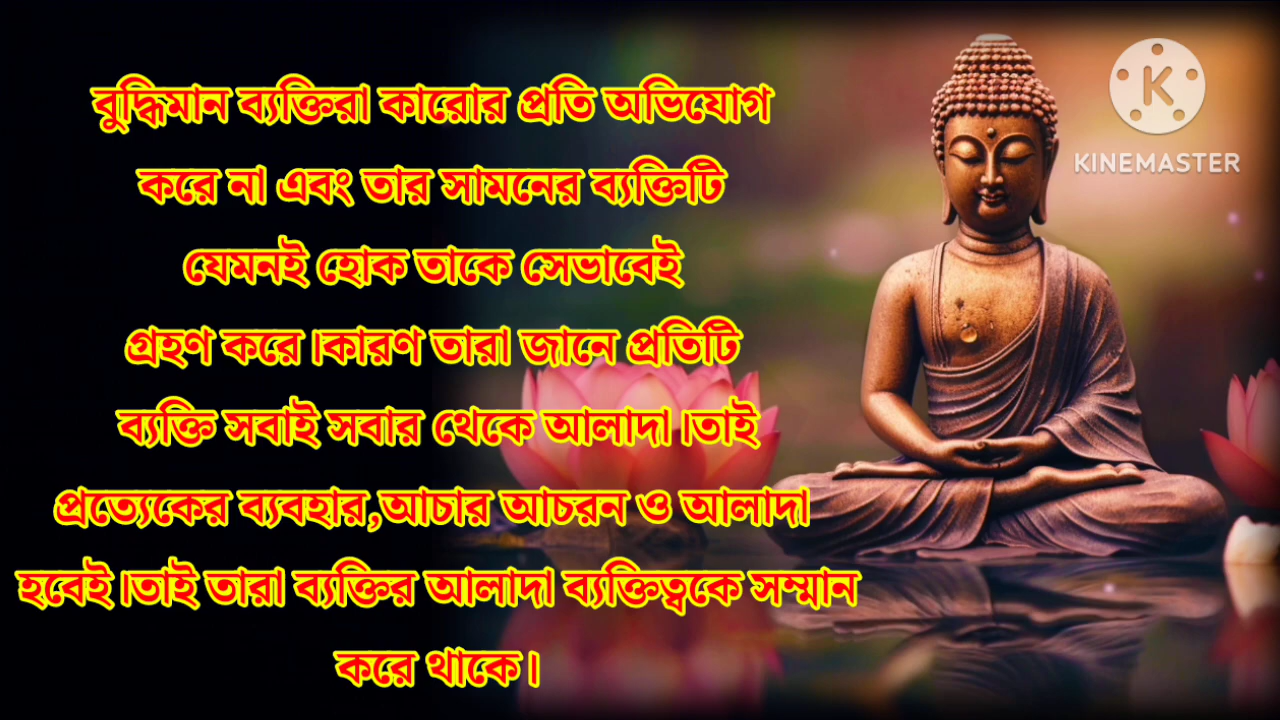 বুদ্ধিমান ব্যক্তিরা কারোর প্রতি অভিযোগ
করে না এবং তার সামনের ব্যক্তিটি
যেমনই হোক তাকে সেভাবেই
গ্রহণ করে।কারণ তারা জানে প্রতিটি
ব্যক্তি সবাই সবার থেকে আলাদা।তাই
প্রত্যেকের ব্যবহার,আচার আচরন ও আলাদা
হবেই।তাই তারা ব্যক্তির আলাদা ব্যক্তিত্বকে সম্মান
করে থাকে।
K
KINEMASTER